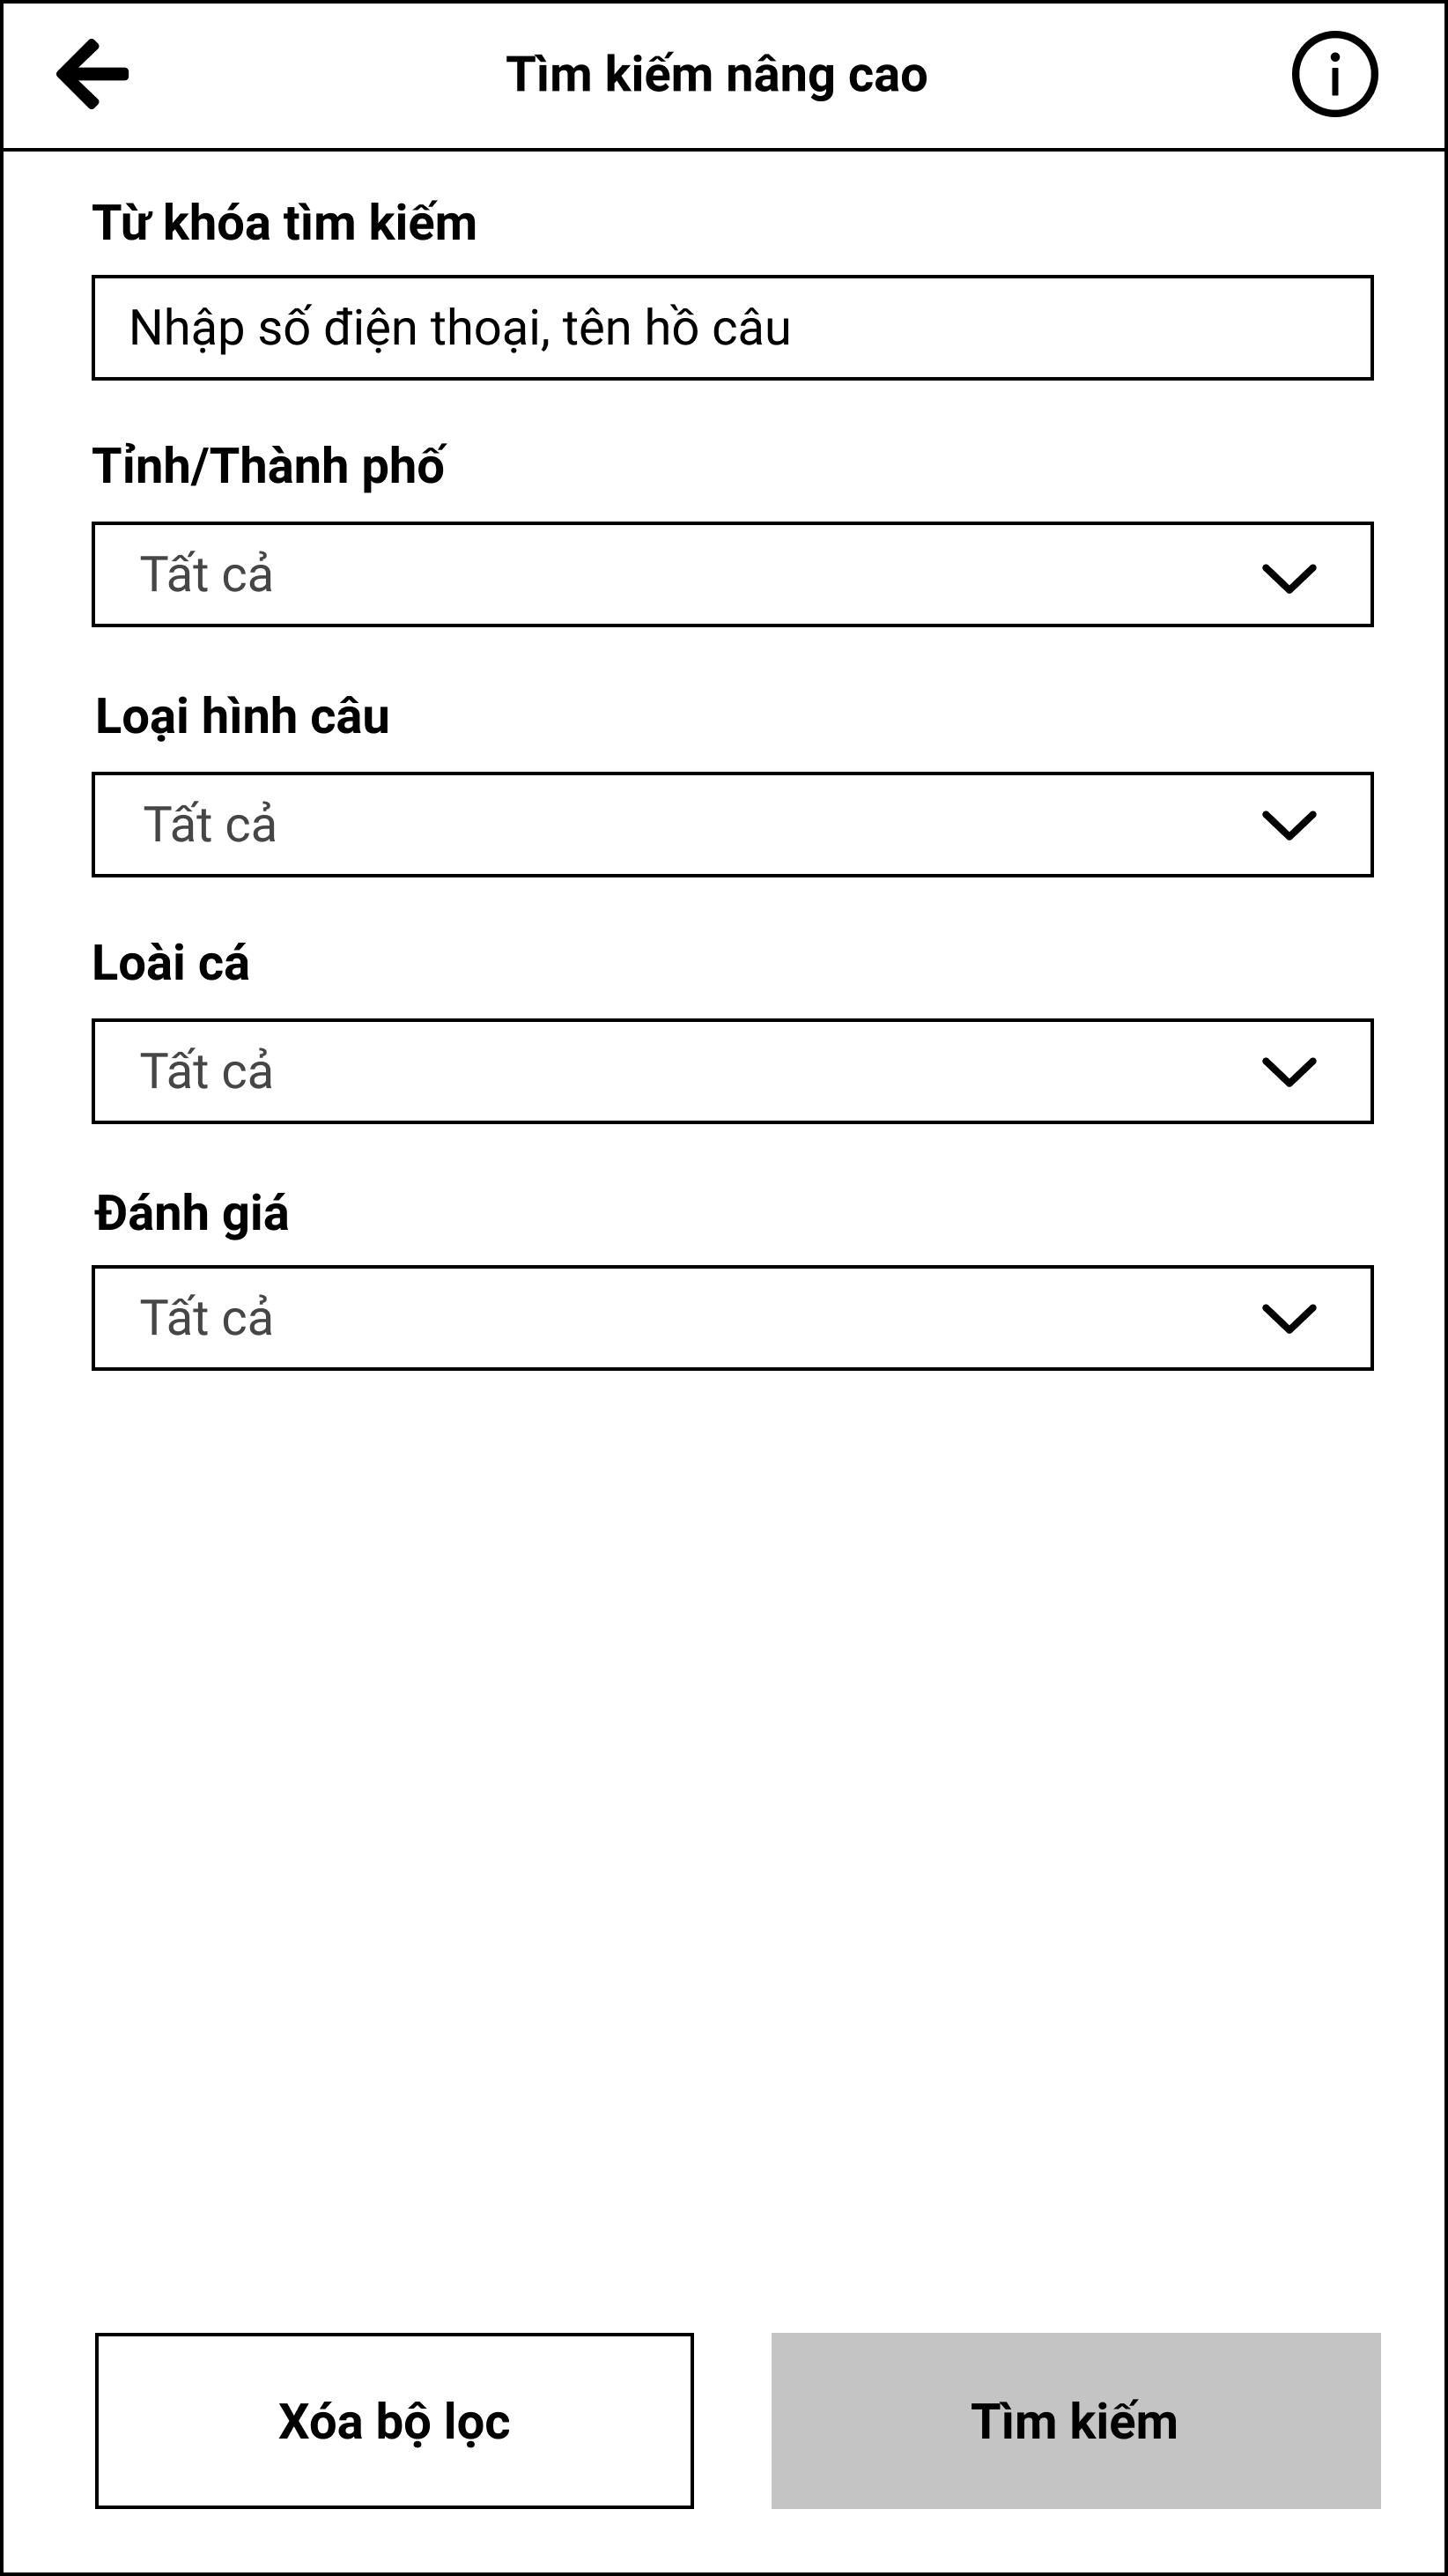 Tìm kiếm nâng cao
Từ khóa tìm kiếm
Nhập số điện thoại, tên hồ câu
Tỉnh/Thành phố
Tất cả
Loại hình câu
Tất cả
Loài cá
Tất cả
Đánh giá
Tất cả
Xóa bộ lọc
Tìm kiếm